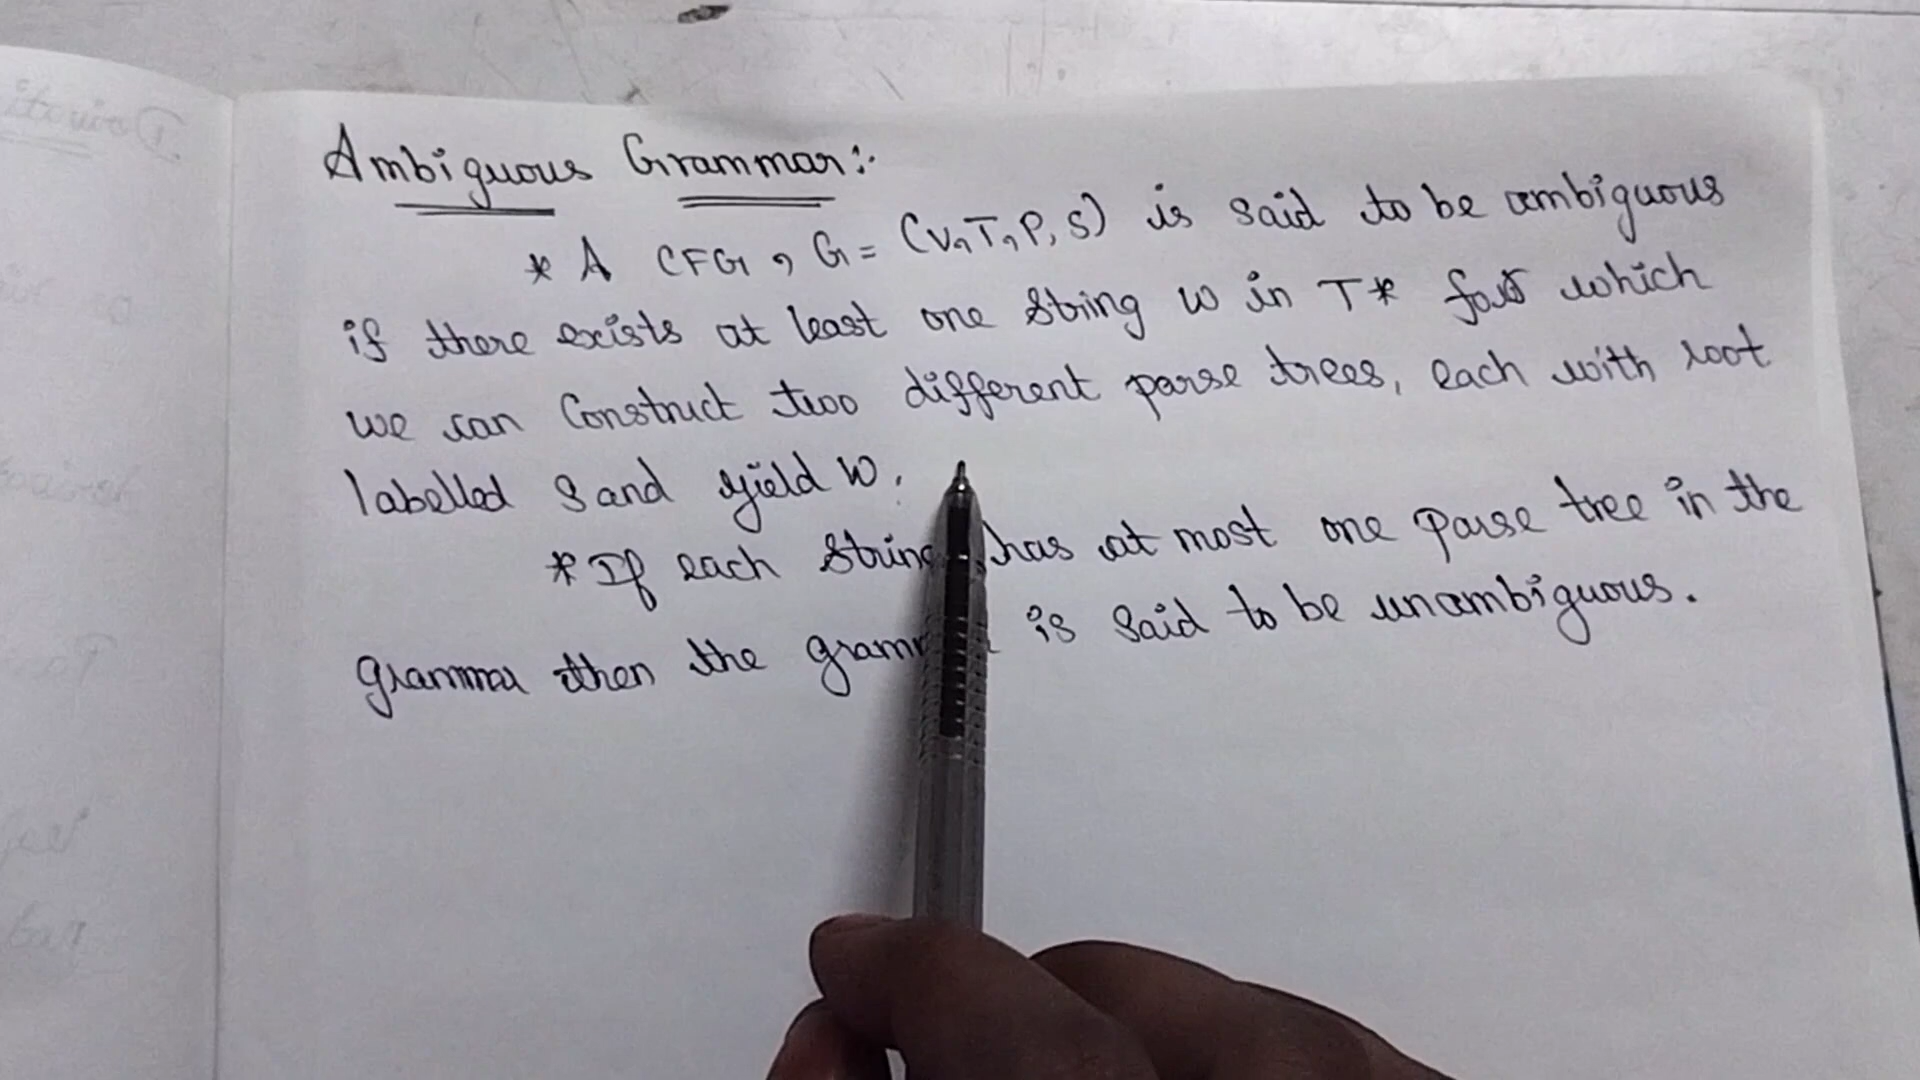 Ambiguous Grammar:-
* A CFG, G = (V, T, P, S) is said to be ambiguous
if there exists at least one string w in T* for which
we can construct two different parse trees, each with root
labelled S and yield w.
* If each string has at most one parse tree in the
grammar then the is said to be unambiguous.